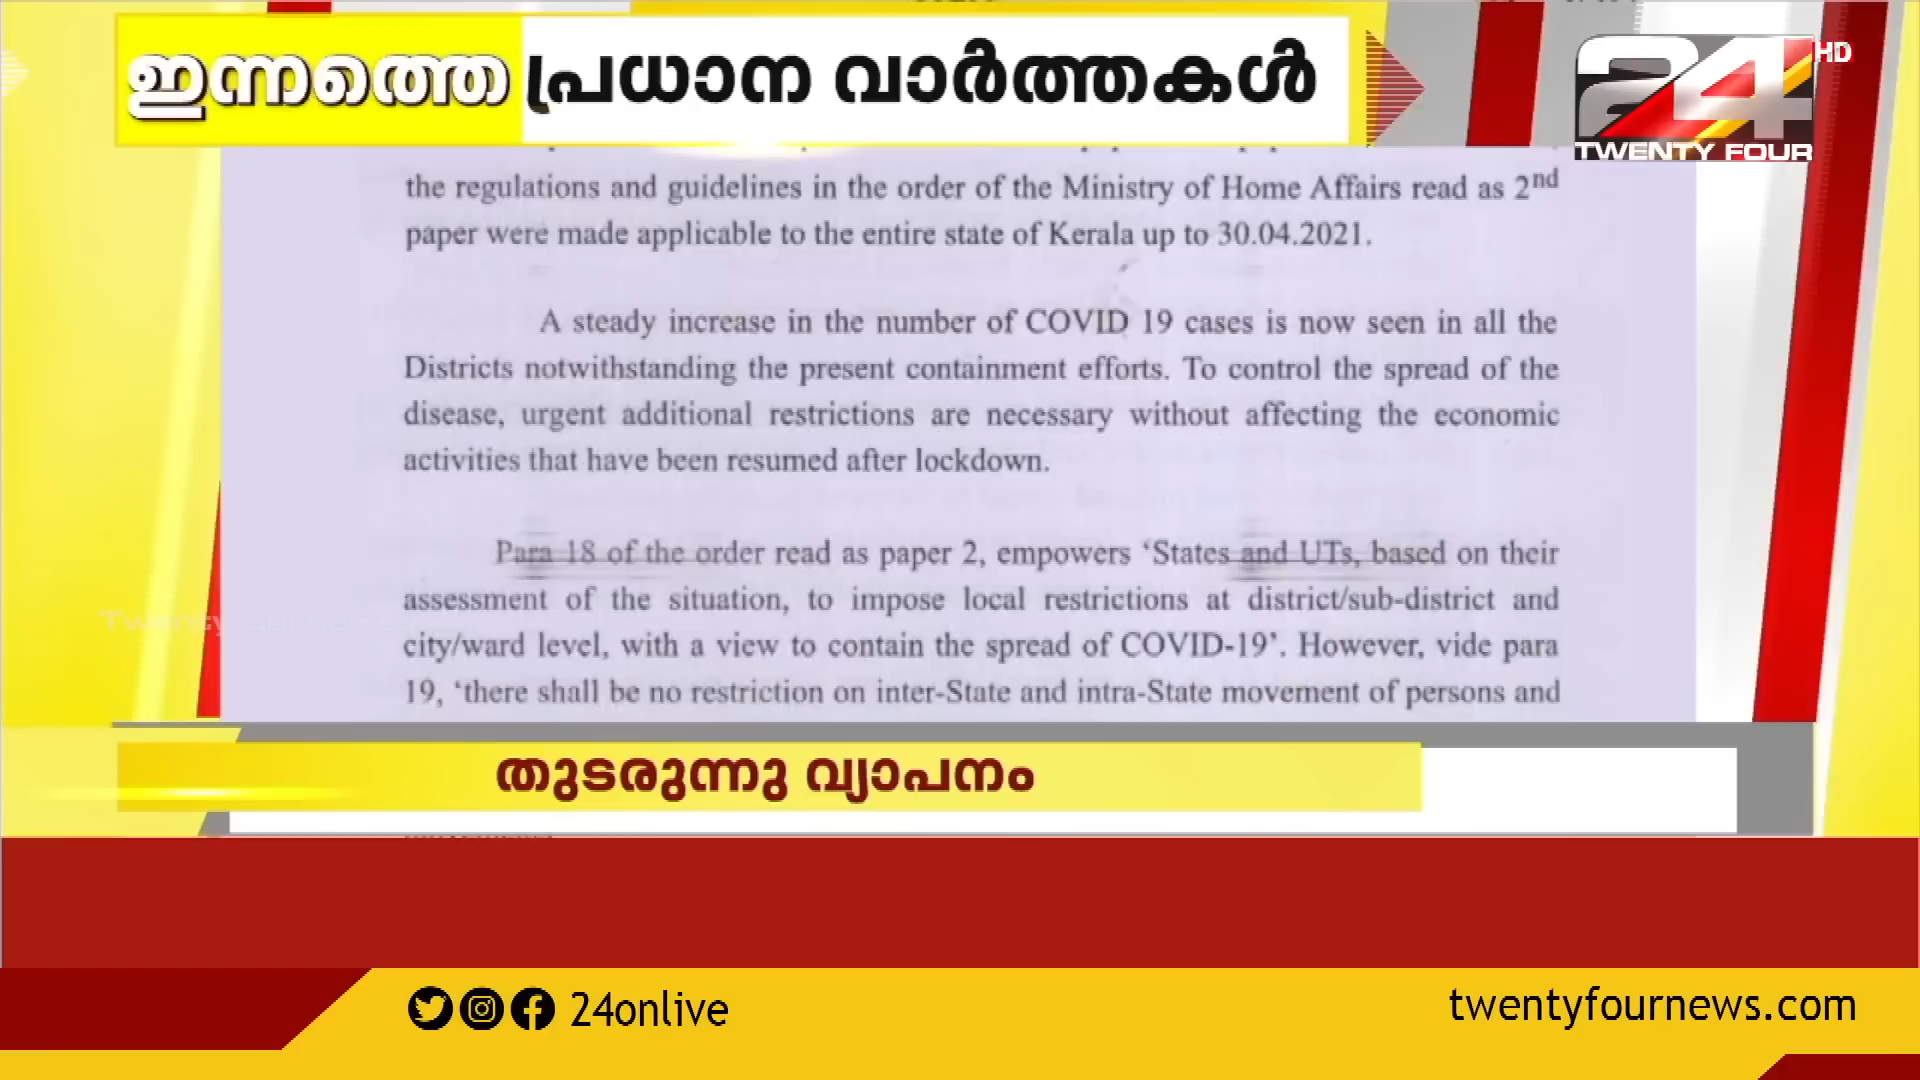 ഇന്നത്തെ പ്രധാന വാർത്തകൾ
24 HD
TWENTY FOUR
the regulations and guidelines in the order of the Ministry of Home Affairs read as 2nd
paper were made applicable to the entire state of Kerala up to 30.04.2021.
A steady increase in the number of COVID 19 cases is now seen in all the
Districts notwithstanding the present containment efforts. To control the spread of the
disease, urgent additional restrictions are necessary without affecting the economic
activities that have been resumed after lockdown.
Para 18 of the order read as paper 2, empowers ‘States and UTs, based on their
assessment of the situation, to impose local restrictions at district/sub-district and
city/ward level, with a view to contain the spread of COVID-19’. However, vide para
19, ‘there shall be no restriction on inter-State and intra-State movement of persons and
തുടരുന്നു വ്യാപനം
24onlive
twentyfournews.com